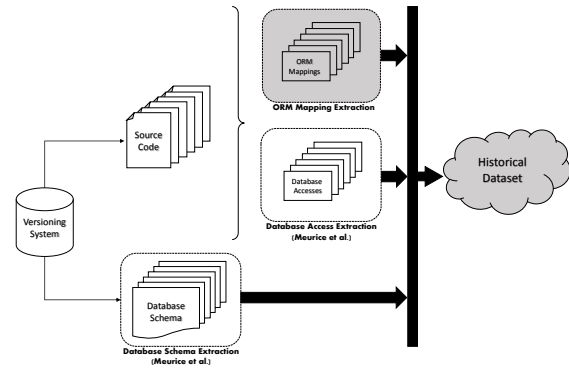 ORM
Mappings
ORM Mapping Extraction
Source
Code
Historical
Dataset
Database
Accesses
Versioning
System
Database Access Extraction
(Meurice et al.)
Database
Schema
Database Schema Extraction
(Meurice et al.)